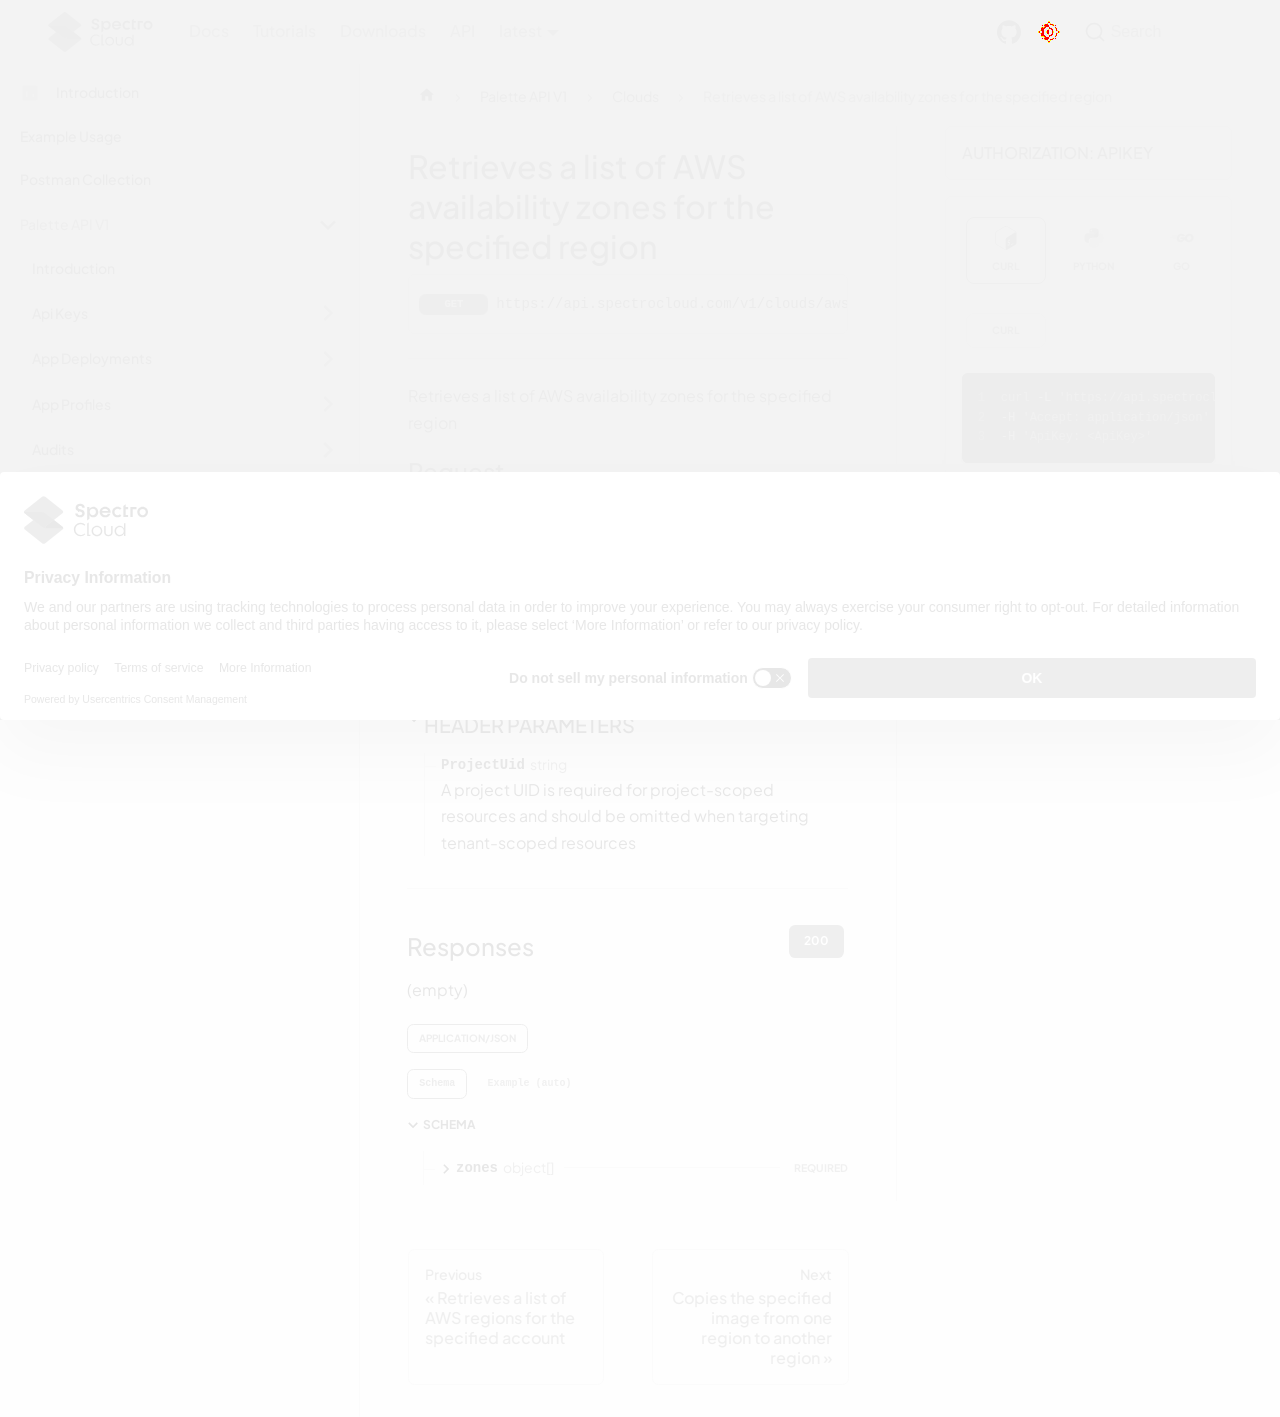 Spectro Cloud
Docs Tutorials Downloads API latest
Search
Introduction
Example Usage
Postman Collection
Palette API V1
Introduction
Api Keys
App Deployments
App Profiles
Audits
Palette API V1
Clouds
Retrieves a list of AWS availability zones for the specified region
Retrieves a list of AWS
availability zones for the
specified region
GET https://api.spectrocloud.com/v1/clouds/aws
Retrieves a list of AWS availability zones for the specified
region
Request
AUTHORIZATION: APIKEY
CURL PYTHON GO
CURL
Spectro
Cloud
Privacy Information
We and our partners are using tracking technologies to process personal data in order to improve your experience. You may always exercise your consumer right to opt-out. For detailed information
about personal information we collect and third parties having access to it, please select ‘More Information’ or refer to our privacy policy.
Privacy policy Terms of service More Information
Powered by Usercentrics Consent Management
Do not sell my personal information
OK
HEADER PARAMETERS
ProjectUid string
A project UID is required for project-scoped
resources and should be omitted when targeting
tenant-scoped resources
Responses
200
(empty)
APPLICATION/JSON
Schema Example (auto)
SCHEMA
zones object[] REQUIRED
Previous
« Retrieves a list of
AWS regions for the
specified account
Next
Copies the specified
image from one
region to another
region »